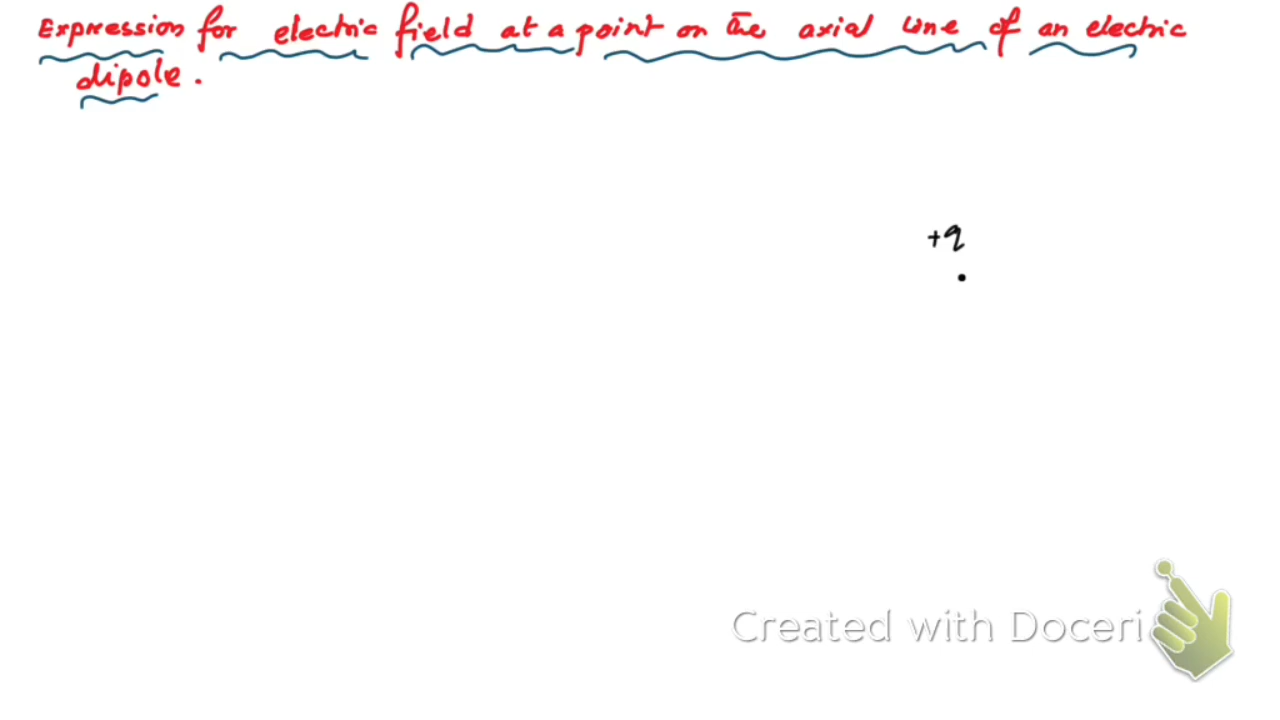 Expression for electric field at a point on the axial line of an electric
dipole.
+q
Created with Doceri